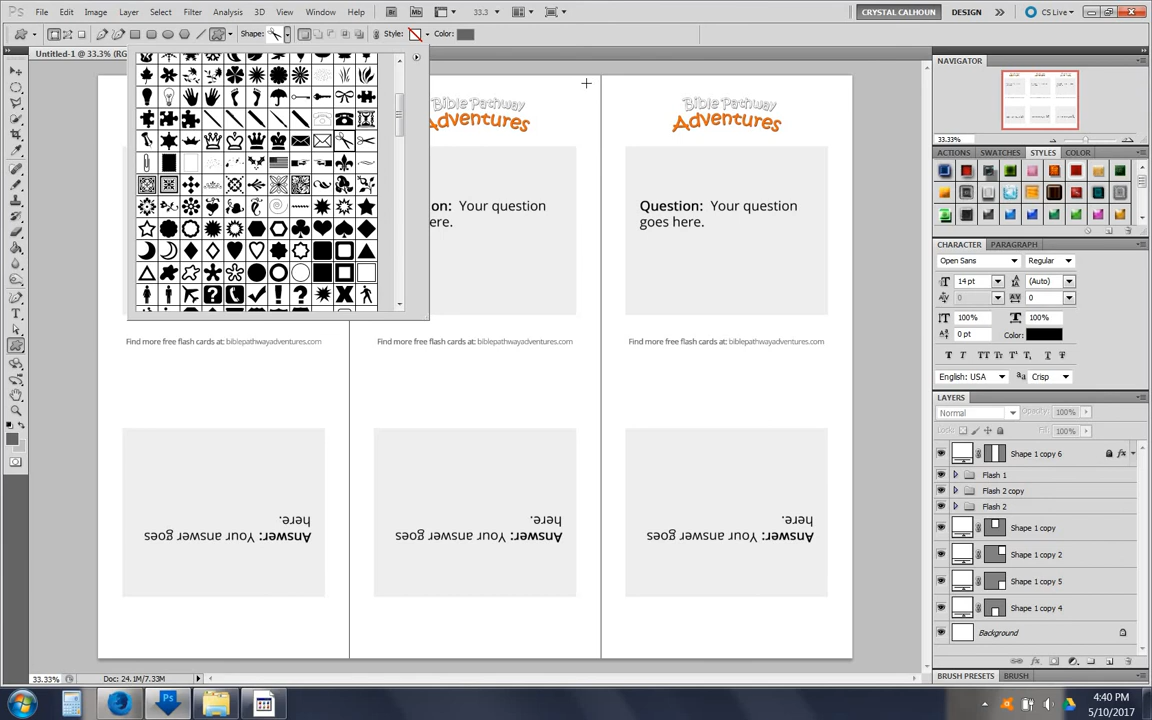 Ps
File Edit Image Layer Select Filter Analysis 3D View Window Help
33.3
CRYSTAL CALHOUN
DESIGN
CS Live
Shape:
Style:
Color:
Untitled-1 @ 33.3% (RG
Bible Pathway
Adventures
Bible Pathway
Adventures
on: Your question
ere.
Question: Your question
goes here.
Find more free flash cards at: biblepathwayadventures.com
Find more free flash cards at: biblepathwayadventures.com
Find more free flash cards at: biblepathwayadventures.com
Answer: Your answer goes
here.
Answer: Your answer goes
here.
Answer: Your answer goes
here.
NAVIGATOR
33.33%
ADJUSTMENTS SWATCHES STYLES COLOR
CHARACTER PARAGRAPH
Open Sans Regular
14 pt (Auto)
0 0
100% 100%
0 pt Color:
English: USA Crisp
LAYERS
Normal Opacity: 100%
Lock: Fill: 100%
Shape 1 copy 6 fx
Flash 1
Flash 2 copy
Flash 2
Shape 1 copy
Shape 1 copy 2
Shape 1 copy 5
Shape 1 copy 4
Background
BRUSH PRESETS BRUSH
33.33% Doc: 24.1M/7.33M
4:40 PM
5/10/2017